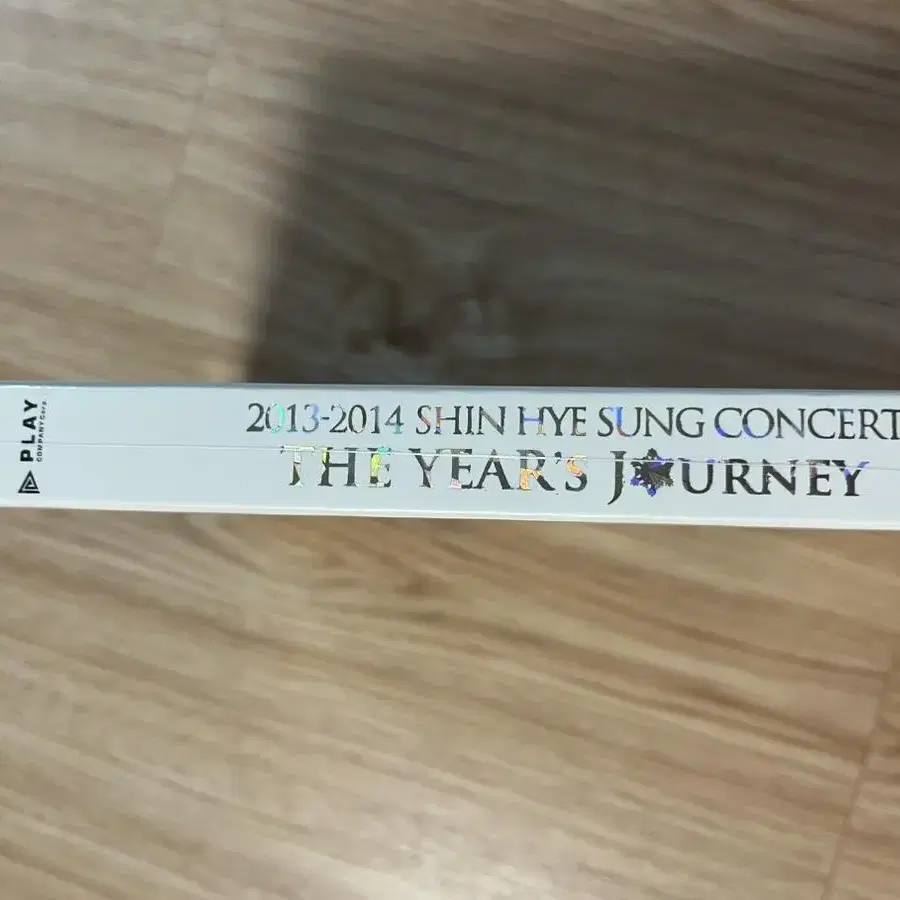 PLAY
COMPANY Corp.
2013-2014 SHIN HYE SUNG CONCERT
THE YEAR'S JOURNEY